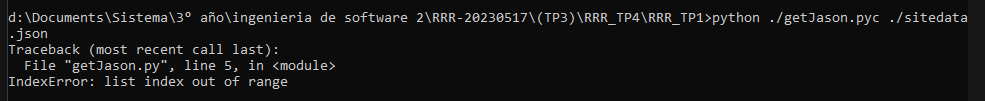 d:\Documents\Sistema\3° año\ingenieria de software 2\RRR-20230517\(TP3)\RRR_TP4\RRR_TP1>python ./getJason.pyc ./sitedata
.json
Traceback (most recent call last):
  File "getJason.py", line 5, in <module>
IndexError: list index out of range